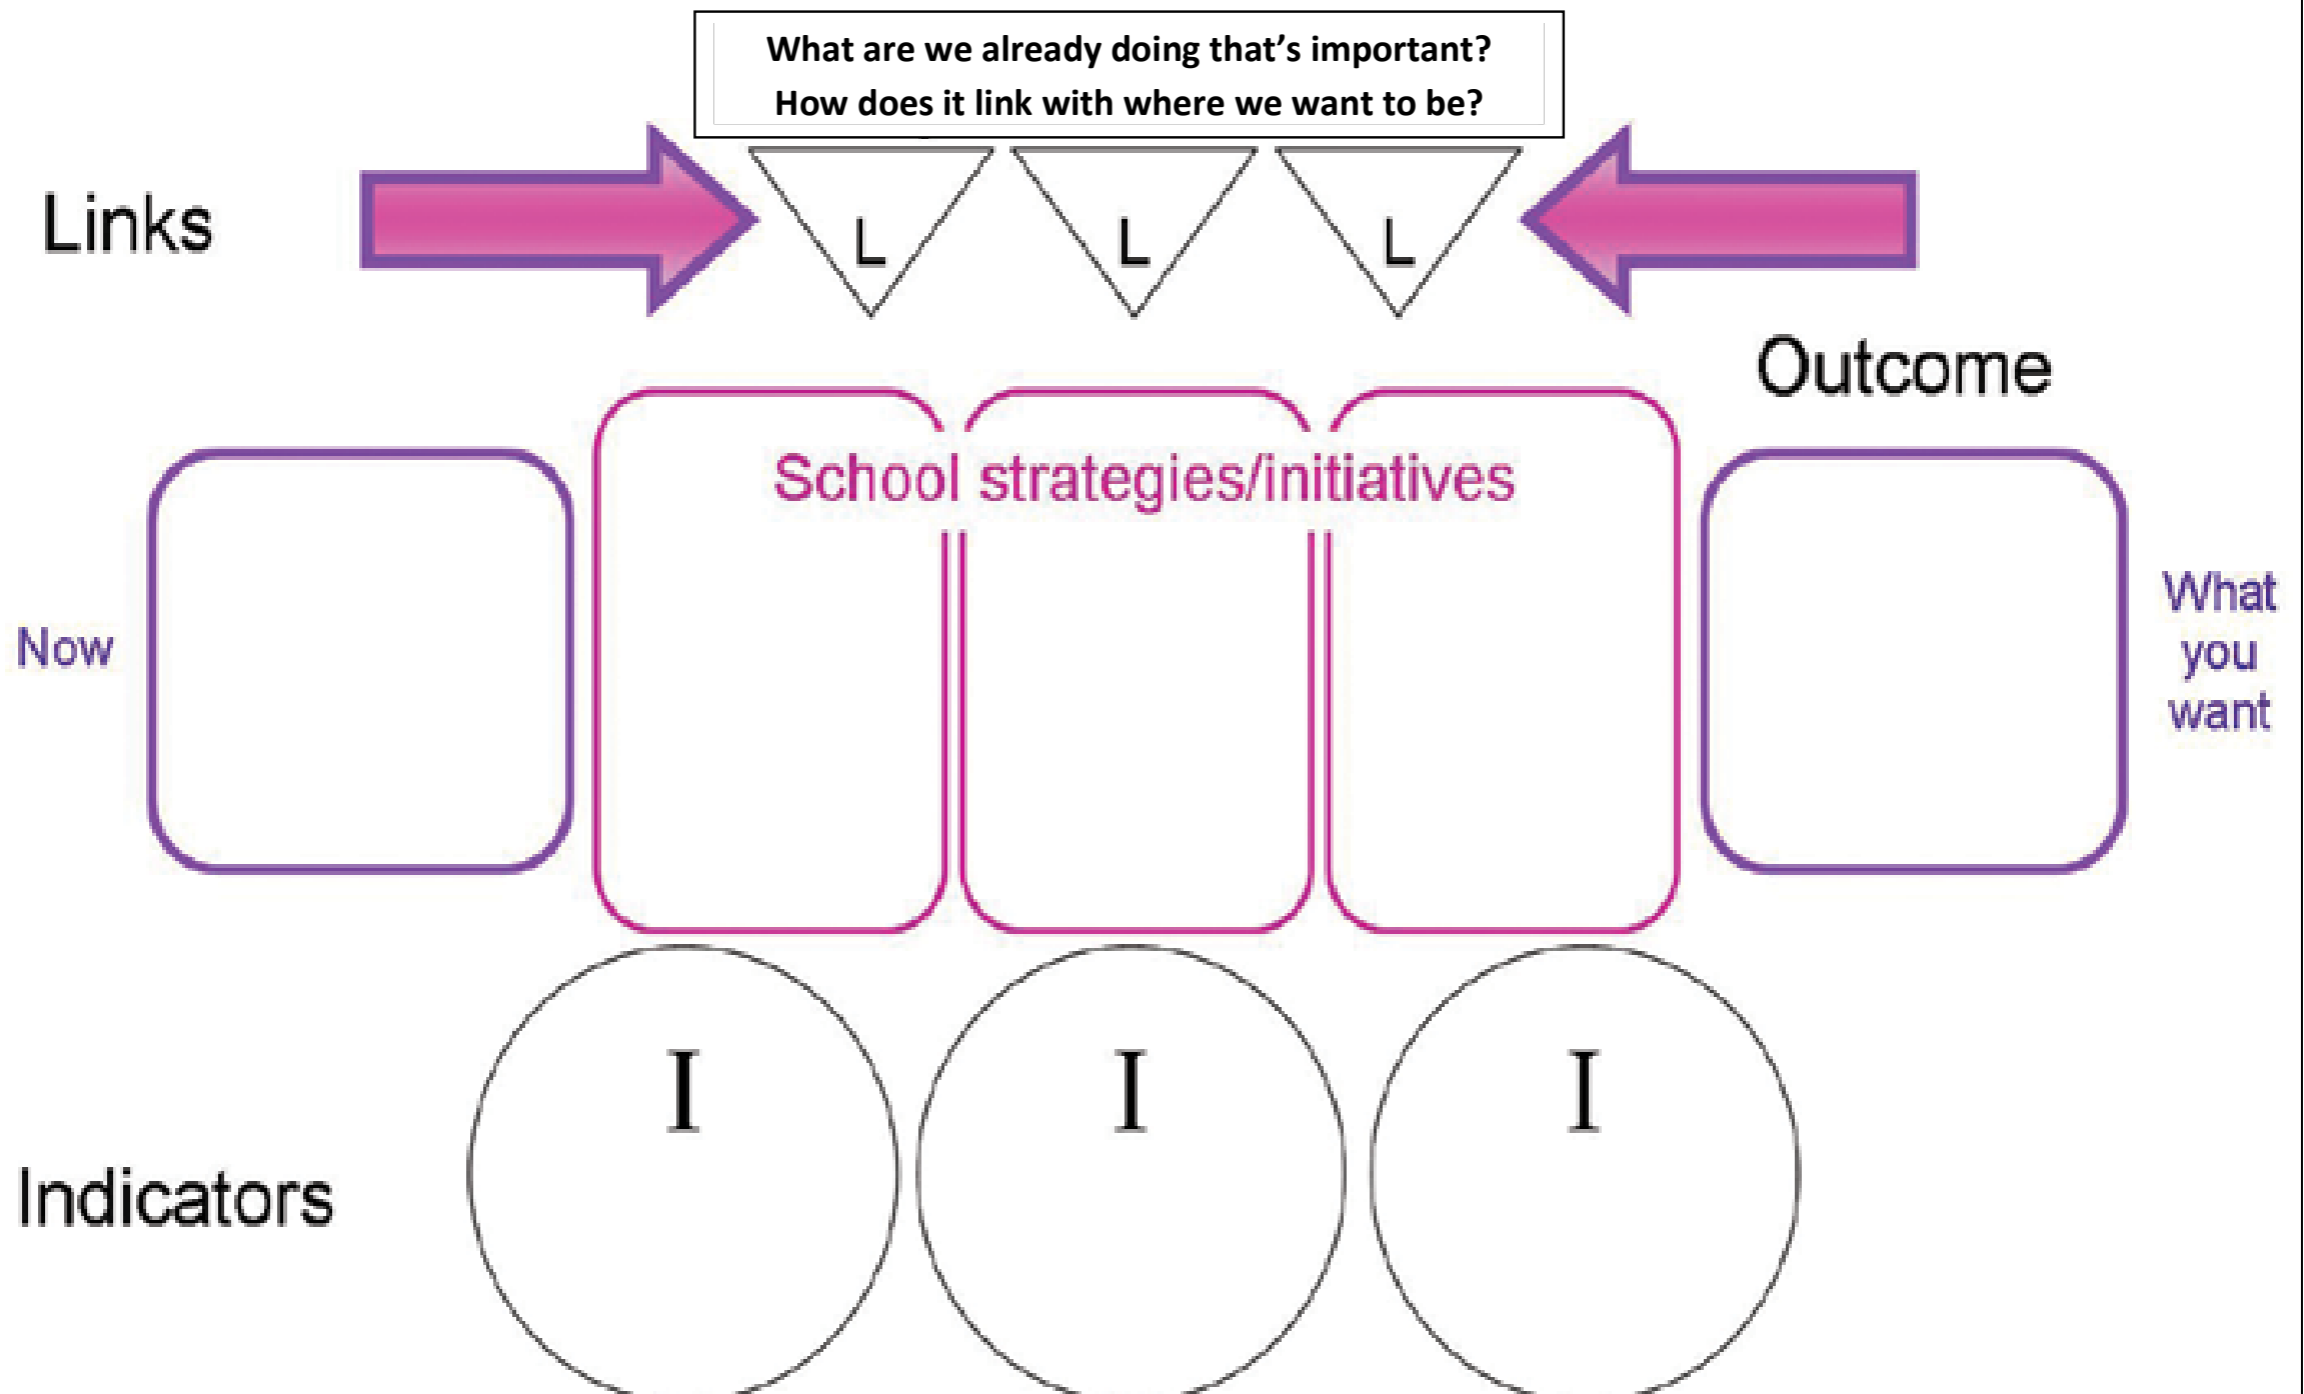 What are we already doing that’s important?
How does it link with where we want to be?
Links
L
L
L
Outcome
School strategies/initiatives
Now
What
you
want
I
I
I
Indicators